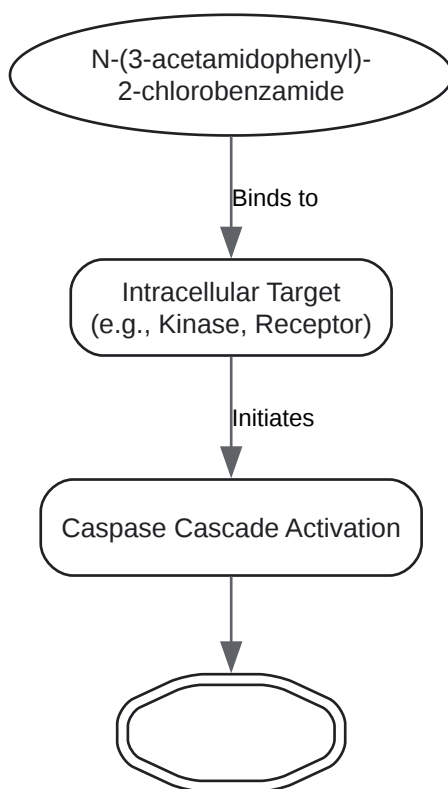 N-(3-acetamidophenyl)-
2-chlorobenzamide
Binds to
Intracellular Target
(e.g., Kinase, Receptor)
Initiates
Caspase Cascade Activation